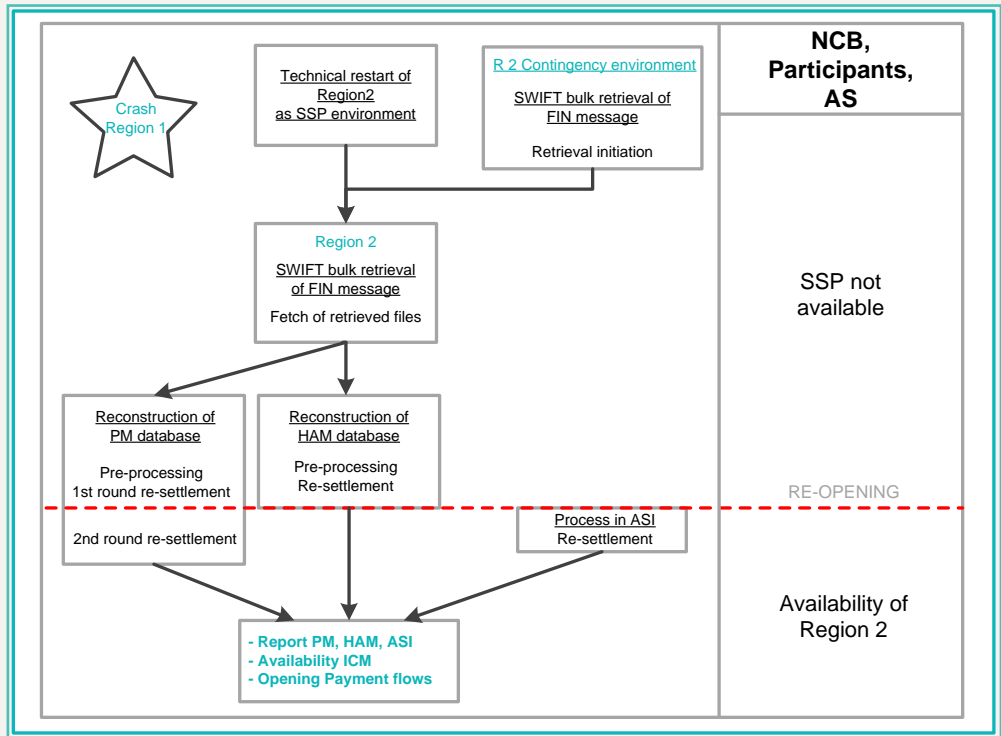 Crash
Region 1
Technical restart of
Region2
as SSP environment
R 2 Contingency environment
SWIFT bulk retrieval of
FIN message
Retrieval initiation
NCB,
Participants,
AS
Region 2
SWIFT bulk retrieval
of FIN message
Fetch of retrieved files
SSP not
available
Reconstruction of
PM database
Pre-processing
1st round re-settlement
Reconstruction of
HAM database
Pre-processing
Re-settlement
RE-OPENING
2nd round re-settlement
Process in ASI
Re-settlement
Availability of
Region 2
- Report PM, HAM, ASI
- Availability ICM
- Opening Payment flows